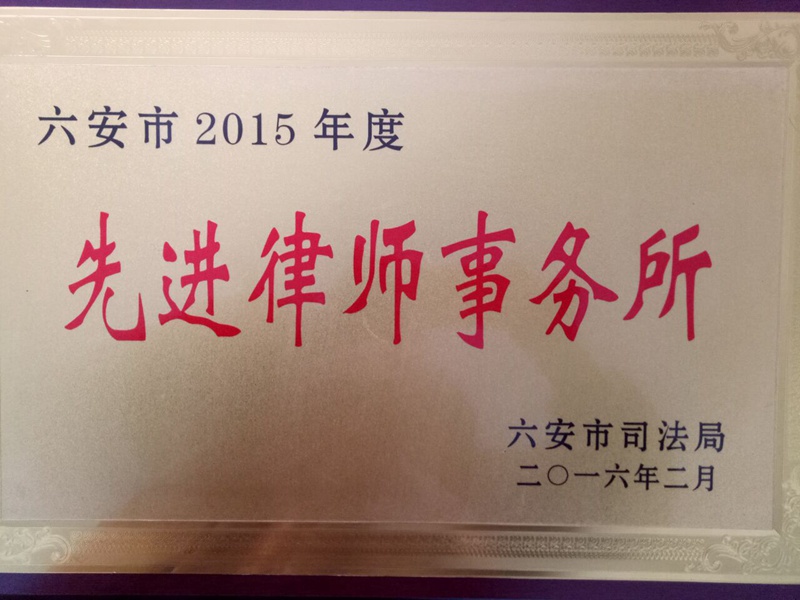 六安市 2015 年度
先进律师事务所
六安市司法局
二〇一六年二月